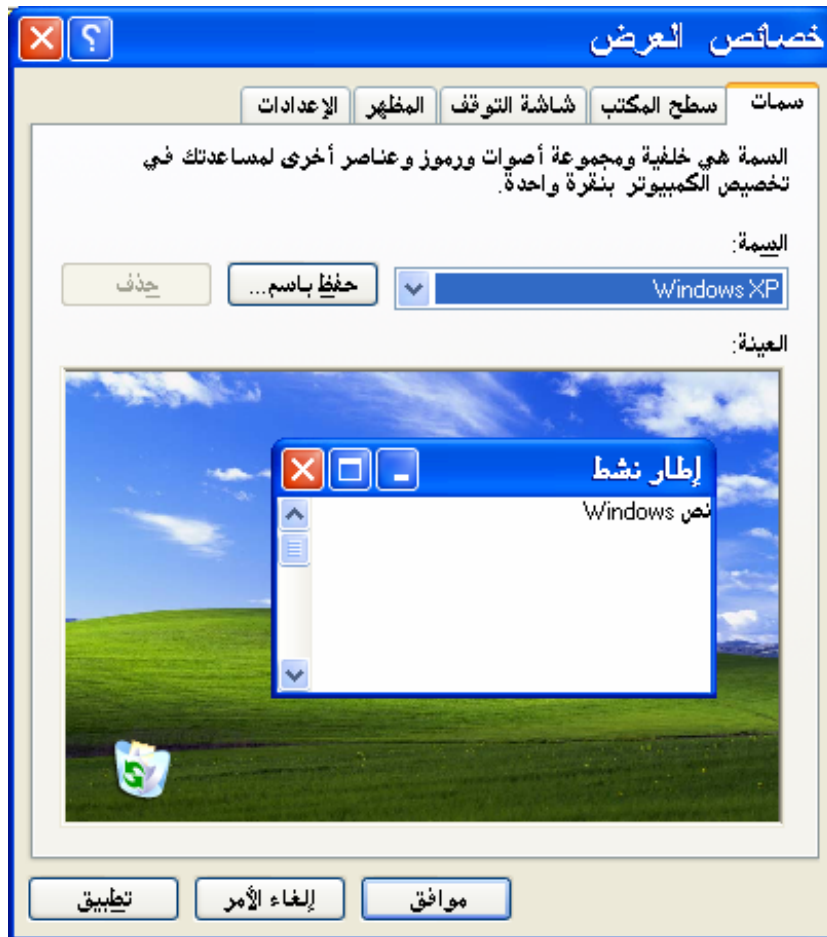 خصائص العرض
سمات سطح المكتب شاشة التوقف المظهر الإعدادات
السمة هي خلفية ومجموعة أصوات ورموز وعناصر أخرى لمساعدتك في
تخصيص الكمبيوتر بنقرة واحدة.
السمة:
Windows XP حفظ باسم... حذف
العينة:
إطار نشط
نص Windows
موافق إلغاء الأمر تطبيق